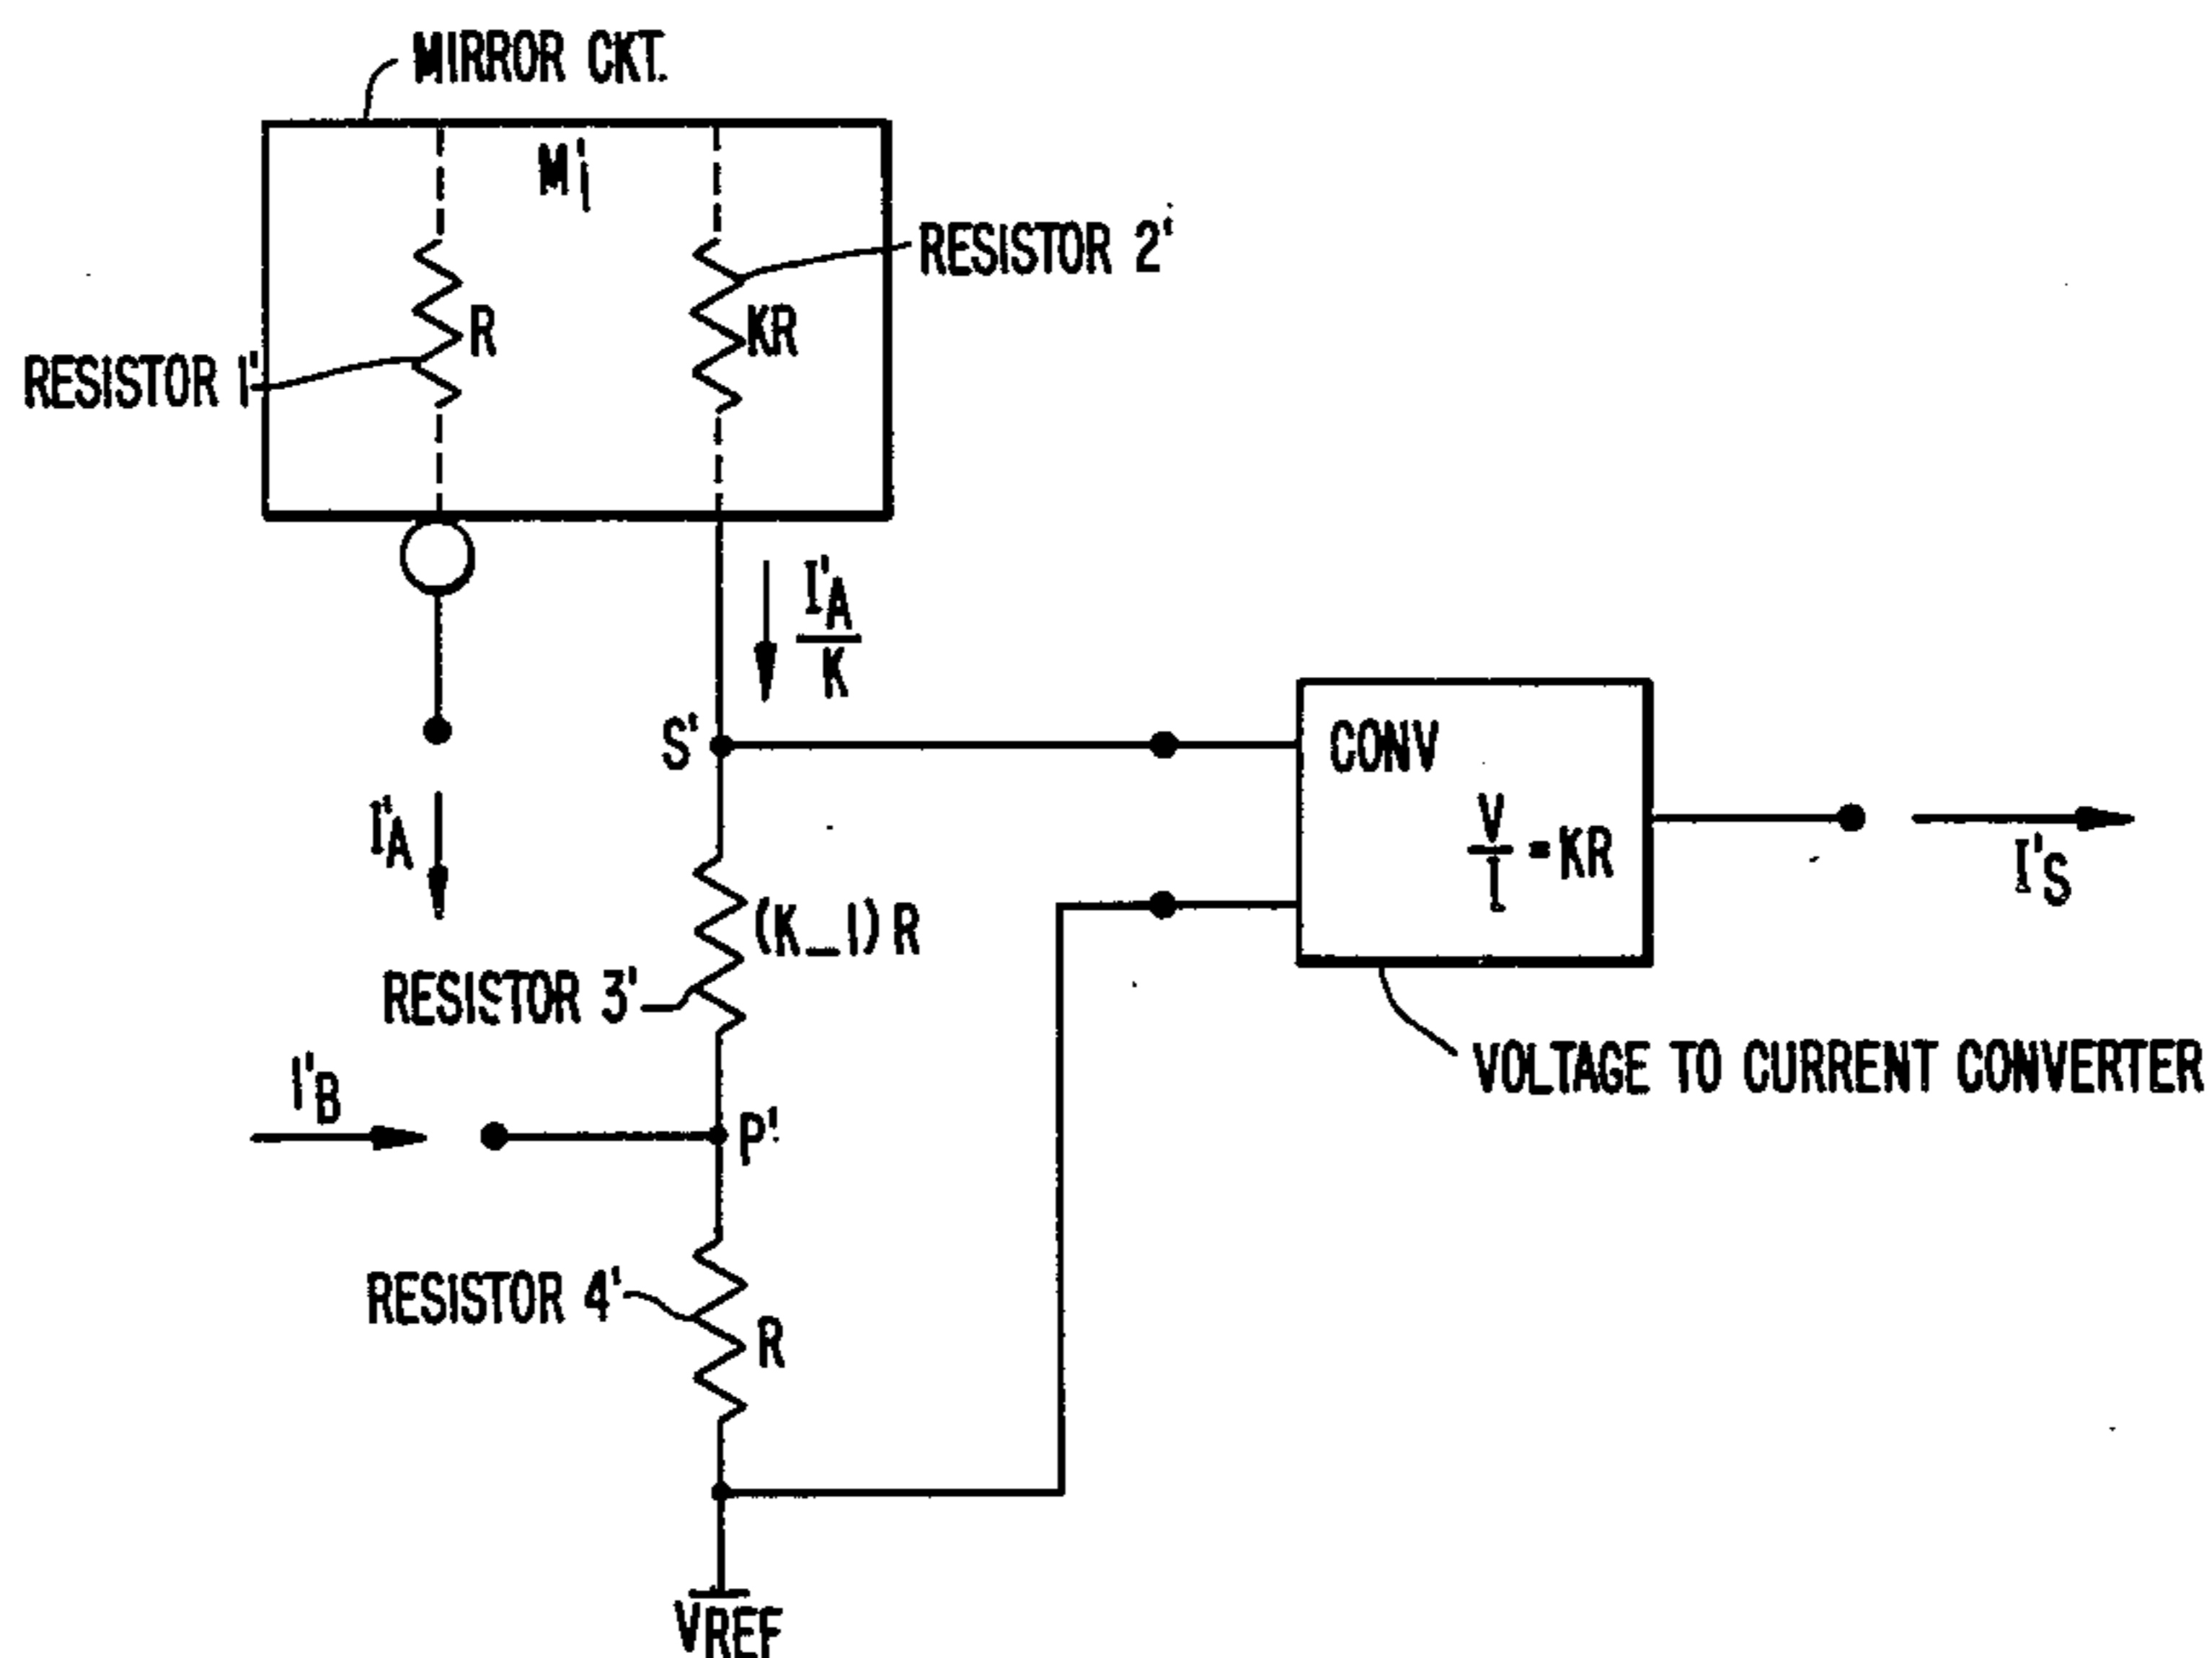 MIRROR CKT.
M'1
RESISTOR 2'
R
KR
RESISTOR 1'
I'A
K
S'
CONV
V
I
=KR
I'A
I'S
(K_1)R
RESISTOR 3'
VOLTAGE TO CURRENT CONVERTER
I'B
P'
RESISTOR 4'
R
VREF